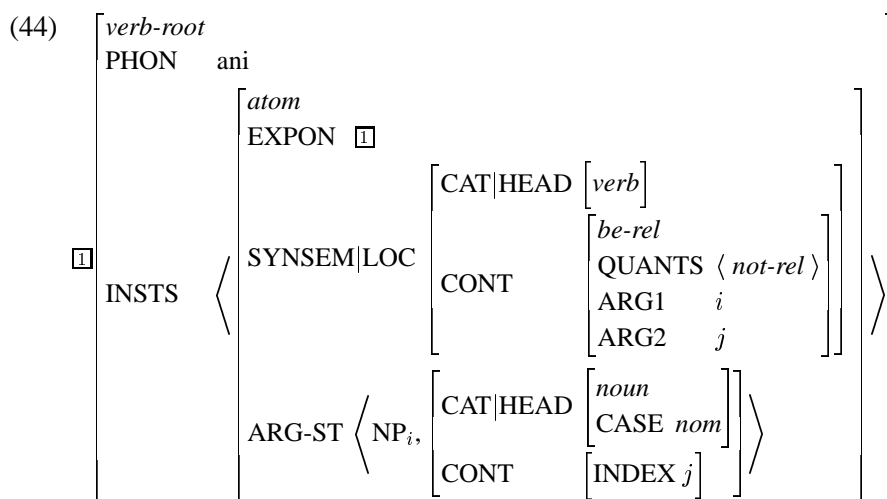 (44)
verb-root
PHON ani
atom
EXPON 1
CAT|HEAD [verb]
be-rel
SYNSEM|LOC
QUANTS ⟨ not-rel ⟩
1
CONT
INSTS
ARG1 i
ARG2 j
noun
CAT|HEAD
CASE nom
ARG-ST ⟨ NPi,
CONT [INDEX j]